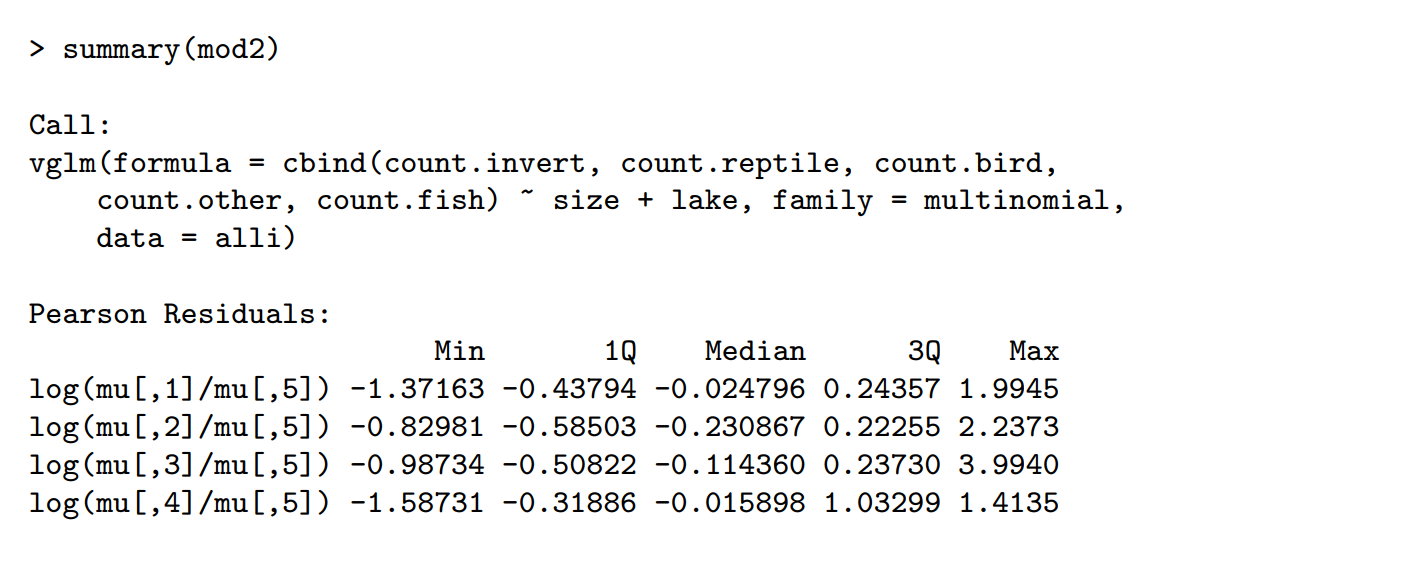 > summary(mod2)
Call:
vglm(formula = cbind(count.invert, count.reptile, count.bird,
    count.other, count.fish) ~ size + lake, family = multinomial,
    data = alli)
Pearson Residuals:
                        Min       1Q    Median      3Q    Max
log(mu[,1]/mu[,5]) -1.37163 -0.43794 -0.024796 0.24357 1.9945
log(mu[,2]/mu[,5]) -0.82981 -0.58503 -0.230867 0.22255 2.2373
log(mu[,3]/mu[,5]) -0.98734 -0.50822 -0.114360 0.23730 3.9940
log(mu[,4]/mu[,5]) -1.58731 -0.31886 -0.015898 1.03299 1.4135